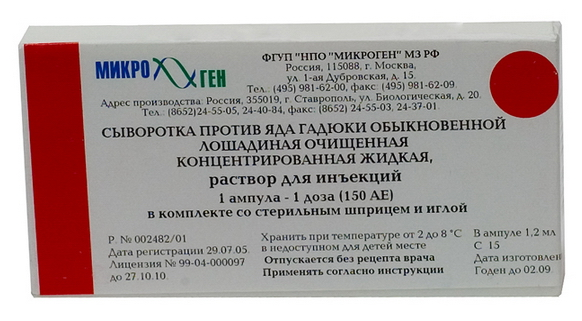 МИКРО ГЕН
ФГУП "НПО "МИКРОГЕН" МЗ РФ
Россия, 115088, г. Москва,
ул. 1-ая Дубровская, д. 15.
Тел.. (495) 981-62-00, факс: (495) 981-62-09.
Адрес производства: Россия, 355019, г. Ставрополь, ул. Биологическая, д. 20.
Тел.: (8652)24-55-05, 24-40-84, факс: (8652) 24-55-03, 24-37-01.
СЫВОРОТКА ПРОТИВ ЯДА ГАДЮКИ ОБЫКНОВЕННОЙ
ЛОШАДИНАЯ ОЧИЩЕННАЯ
КОНЦЕНТРИРОВАННАЯ ЖИДКАЯ,
раствор для инъекций
1 ампула - 1 доза (150 АЕ)
в комплекте со стерильным шприцем и иглой
Р. № 002482/01
Дата регистрации 29.07.05.
Лицензия № 99-04-000097
до 27.10.10.
Хранить при температуре от 2 до 8 °С
в недоступном для детей месте
Отпускается без рецепта врача
Применять согласно инструкции
В ампуле 1,2 мл
С 15
Дата изготовлен
Годен до 02.09